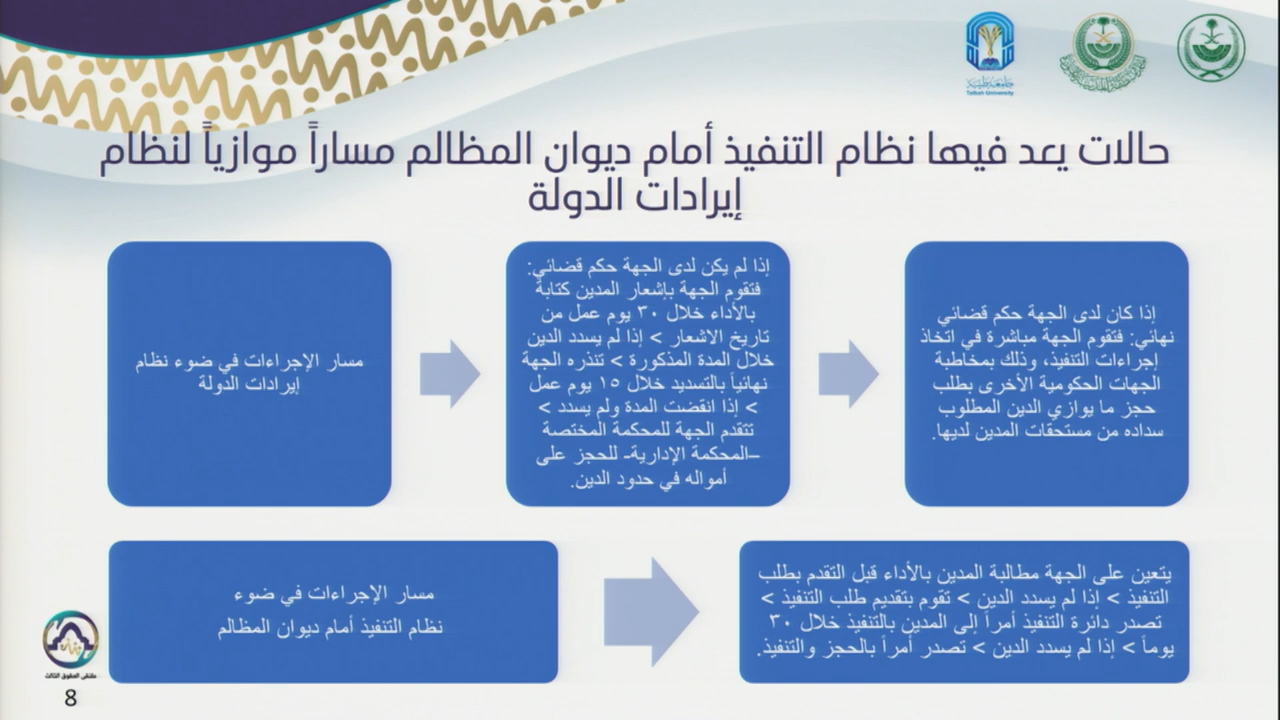 جامعة طيبة
Taibah University
حالات يعد فيها نظام التنفيذ أمام ديوان المظالم مساراً موازياً لنظام
إيرادات الدولة
إذا كان لدى الجهة حكم قضائي
نهائي: فتقوم الجهة مباشرة في اتخاذ
إجراءات التنفيذ، وذلك بمخاطبة
الجهات الحكومية الأخرى بطلب
حجز ما يوازي الدين المطلوب
سداده من مستحقات المدين لديها.
إذا لم يكن لدى الجهة حكم قضائي:
فتقوم الجهة بإشعار المدين كتابةً
بالأداء خلال ٣٠ يوم عمل من
تاريخ الاشعار > إذا لم يسدد الدين
خلال المدة المذكورة > تنذره الجهة
نهائياً بالتسديد خلال ١٥ يوم عمل
> إذا انقضت المدة ولم يسدد >
تتقدم الجهة للمحكمة المختصة
–المحكمة الإدارية- للحجز على
أمواله في حدود الدين.
مسار الإجراءات في ضوء نظام
إيرادات الدولة
يتعين على الجهة مطالبة المدين بالأداء قبل التقدم بطلب
التنفيذ > إذا لم يسدد الدين > تقوم بتقديم طلب التنفيذ >
تصدر دائرة التنفيذ أمراً إلى المدين بالتنفيذ خلال ٣٠
يوماً > إذا لم يسدد الدين > تصدر أمراً بالحجز والتنفيذ.
مسار الإجراءات في ضوء
نظام التنفيذ أمام ديوان المظالم
ملتقى الحقوق الثالث
8